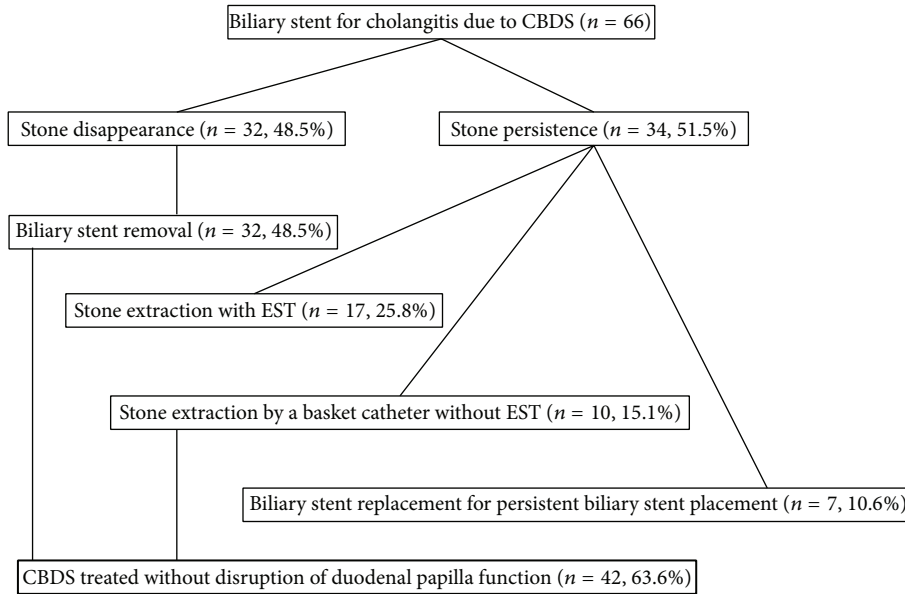 Biliary stent for cholangitis due to CBDS (n = 66)
Stone disappearance (n = 32, 48.5%)
Stone persistence (n = 34, 51.5%)
Biliary stent removal (n = 32, 48.5%)
Stone extraction with EST (n = 17, 25.8%)
Stone extraction by a basket catheter without EST (n = 10, 15.1%)
Biliary stent replacement for persistent biliary stent placement (n = 7, 10.6%)
CBDS treated without disruption of duodenal papilla function (n = 42, 63.6%)